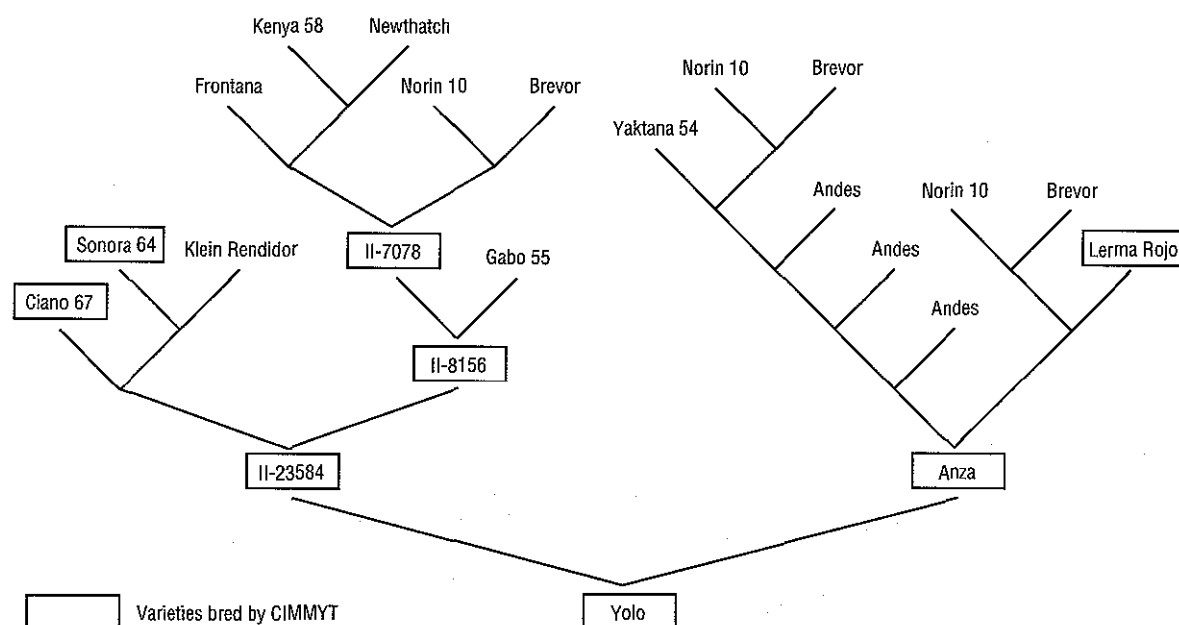 Kenya 58 Newthatch
Norin 10 Brevor
Frontana Norin 10 Brevor
Yaktana 54
Andes Norin 10 Brevor
Sonora 64 Klein Rendidor II-7078 Gabo 55
Andes Lerma Rojo
Ciano 67
Andes
II-8156
II-23584 Anza
Varieties bred by CIMMYT Yolo